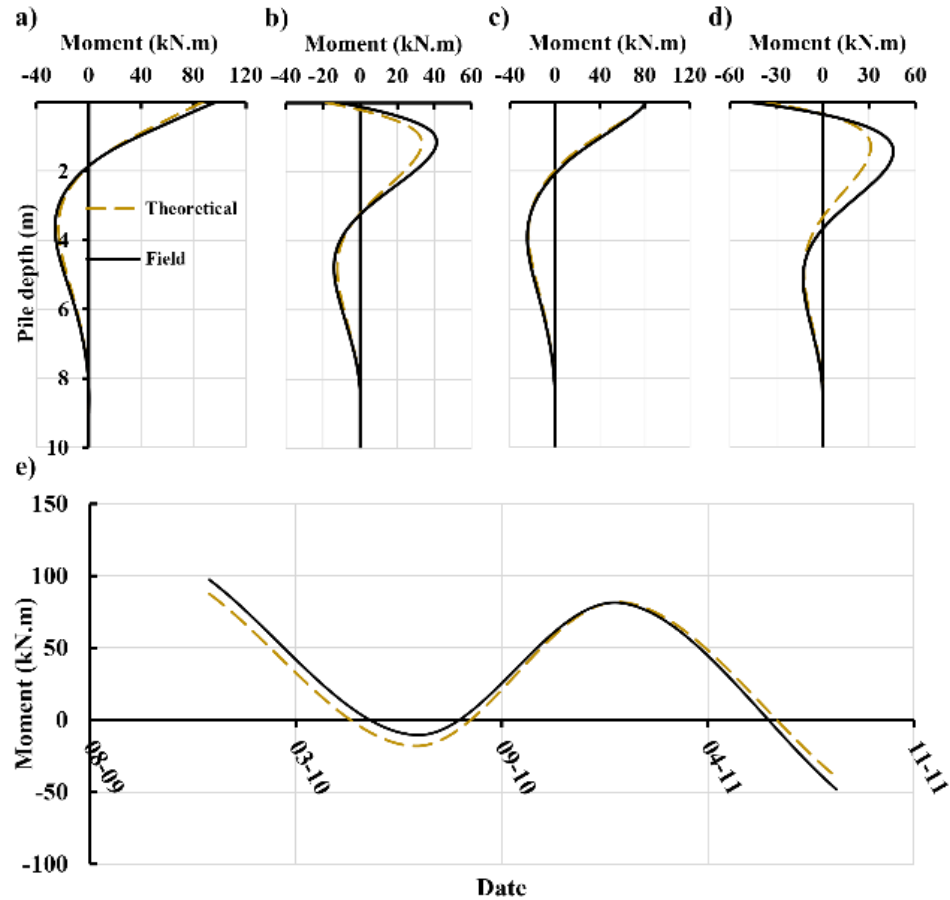 a) b) c) d)
Moment (kN.m) Moment (kN.m) Moment (kN.m) Moment (kN.m)
-40 0 40 80 120 -40 -20 0 20 40 60 -40 0 40 80 120 -60 -30 0 30 60
2
Theoretical
4
Field
6
8
10
Pile depth (m)
e)
150
100
50
0
-50
-100
Moment (kN.m)
08-09 03-10 09-10 04-11 11-11
Date